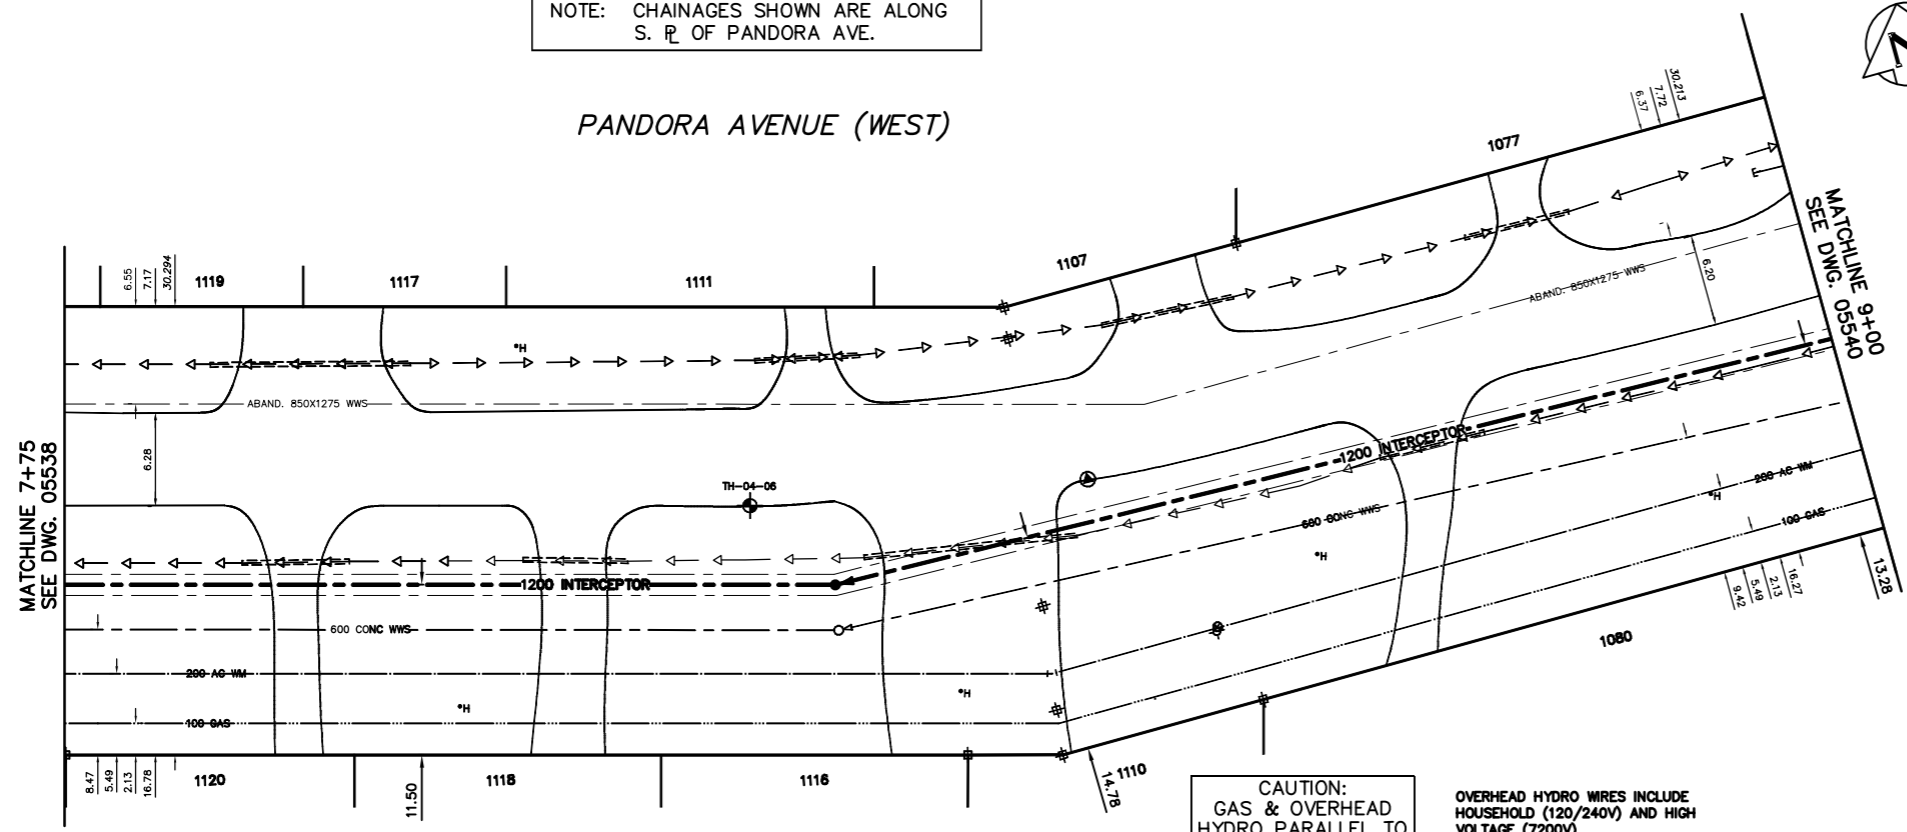 NOTE: CHAINAGES SHOWN ARE ALONG
S. ⅊ OF PANDORA AVE.
PANDORA AVENUE (WEST)
N
30.213
7.72
6.37
1077
MATCHLINE 9+00
SEE DWG. 05540
1107
6.55
7.17
30.294
1119
1117
1111
°H
6.20
ABAND. 850X1275 WWS
ABAND. 850X1275 WWS
MATCHLINE 7+75
SEE DWG. 05538
6.28
TH-04-06
1200 INTERCEPTOR
200 AC WM
°H
600 CONC WWS
100 GAS
°H
1200 INTERCEPTOR
600 CONC WWS
13.28
16.27
2.13
5.49
9.42
1080
200 AC WM
°H
°H
100 GAS
8.47
5.49
2.13
16.78
1120
11.50
1118
1116
14.78
1110
CAUTION:
GAS & OVERHEAD
HYDRO PARALLEL TO
OVERHEAD HYDRO WIRES INCLUDE
HOUSEHOLD (120/240V) AND HIGH
VOLTAGE (7200V)